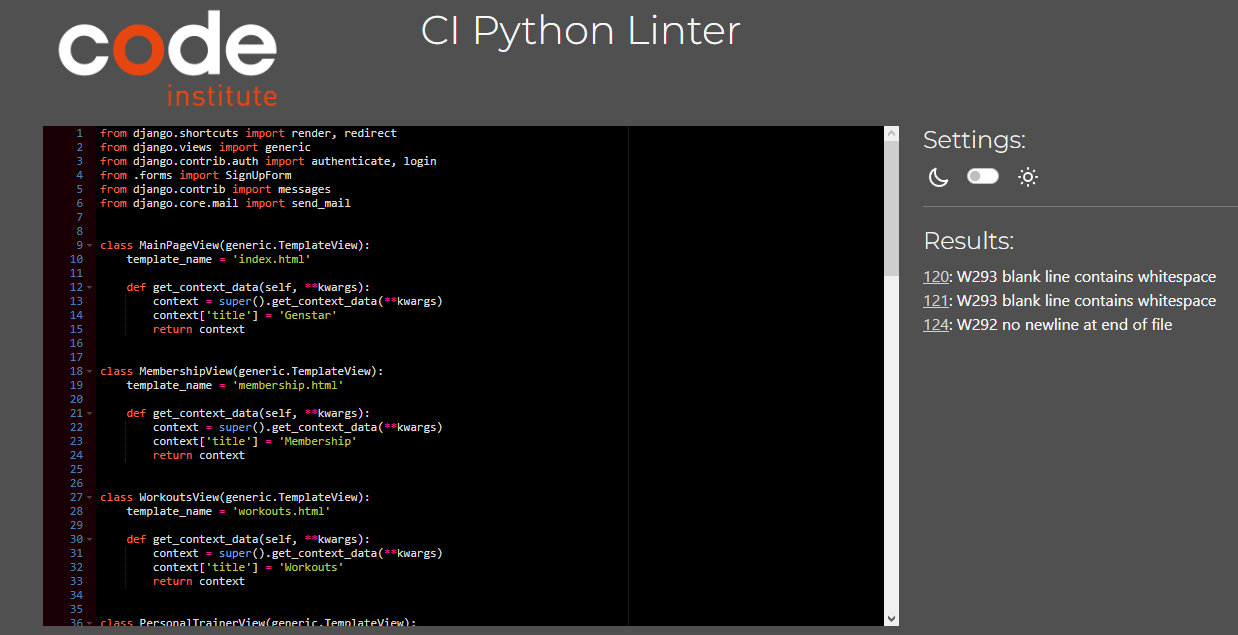 code
institute
CI Python Linter
1 from django.shortcuts import render, redirect
2 from django.views import generic
3 from django.contrib.auth import authenticate, login
4 from .forms import SignUpForm
5 from django.contrib import messages
6 from django.core.mail import send_mail
7
8
9 class MainPageView(generic.TemplateView):
10     template_name = 'index.html'
11
12     def get_context_data(self, **kwargs):
13         context = super().get_context_data(**kwargs)
14         context['title'] = 'Genstar'
15         return context
16
17
18 class MembershipView(generic.TemplateView):
19     template_name = 'membership.html'
20
21     def get_context_data(self, **kwargs):
22         context = super().get_context_data(**kwargs)
23         context['title'] = 'Membership'
24         return context
25
26
27 class WorkoutsView(generic.TemplateView):
28     template_name = 'workouts.html'
29
30     def get_context_data(self, **kwargs):
31         context = super().get_context_data(**kwargs)
32         context['title'] = 'Workouts'
33         return context
34
35
36 class PersonalTrainerView(generic.TemplateView):
Settings:
Results:
120: W293 blank line contains whitespace
121: W293 blank line contains whitespace
124: W292 no newline at end of file